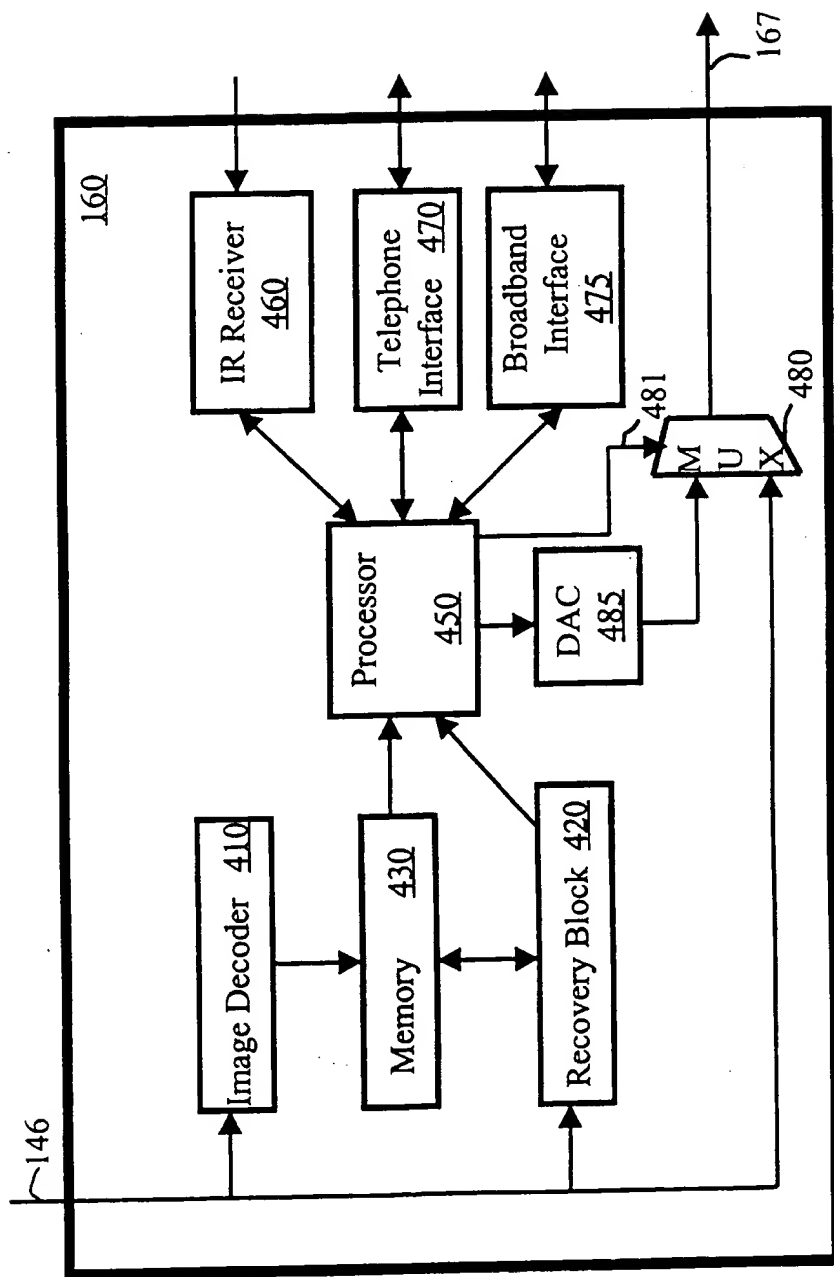 146
160
Image Decoder 410
Memory 430
Recovery Block 420
Processor
450
DAC
485
IR Receiver
460
Telephone
Interface 470
Broadband
Interface
475
481
M
U
X
480
167